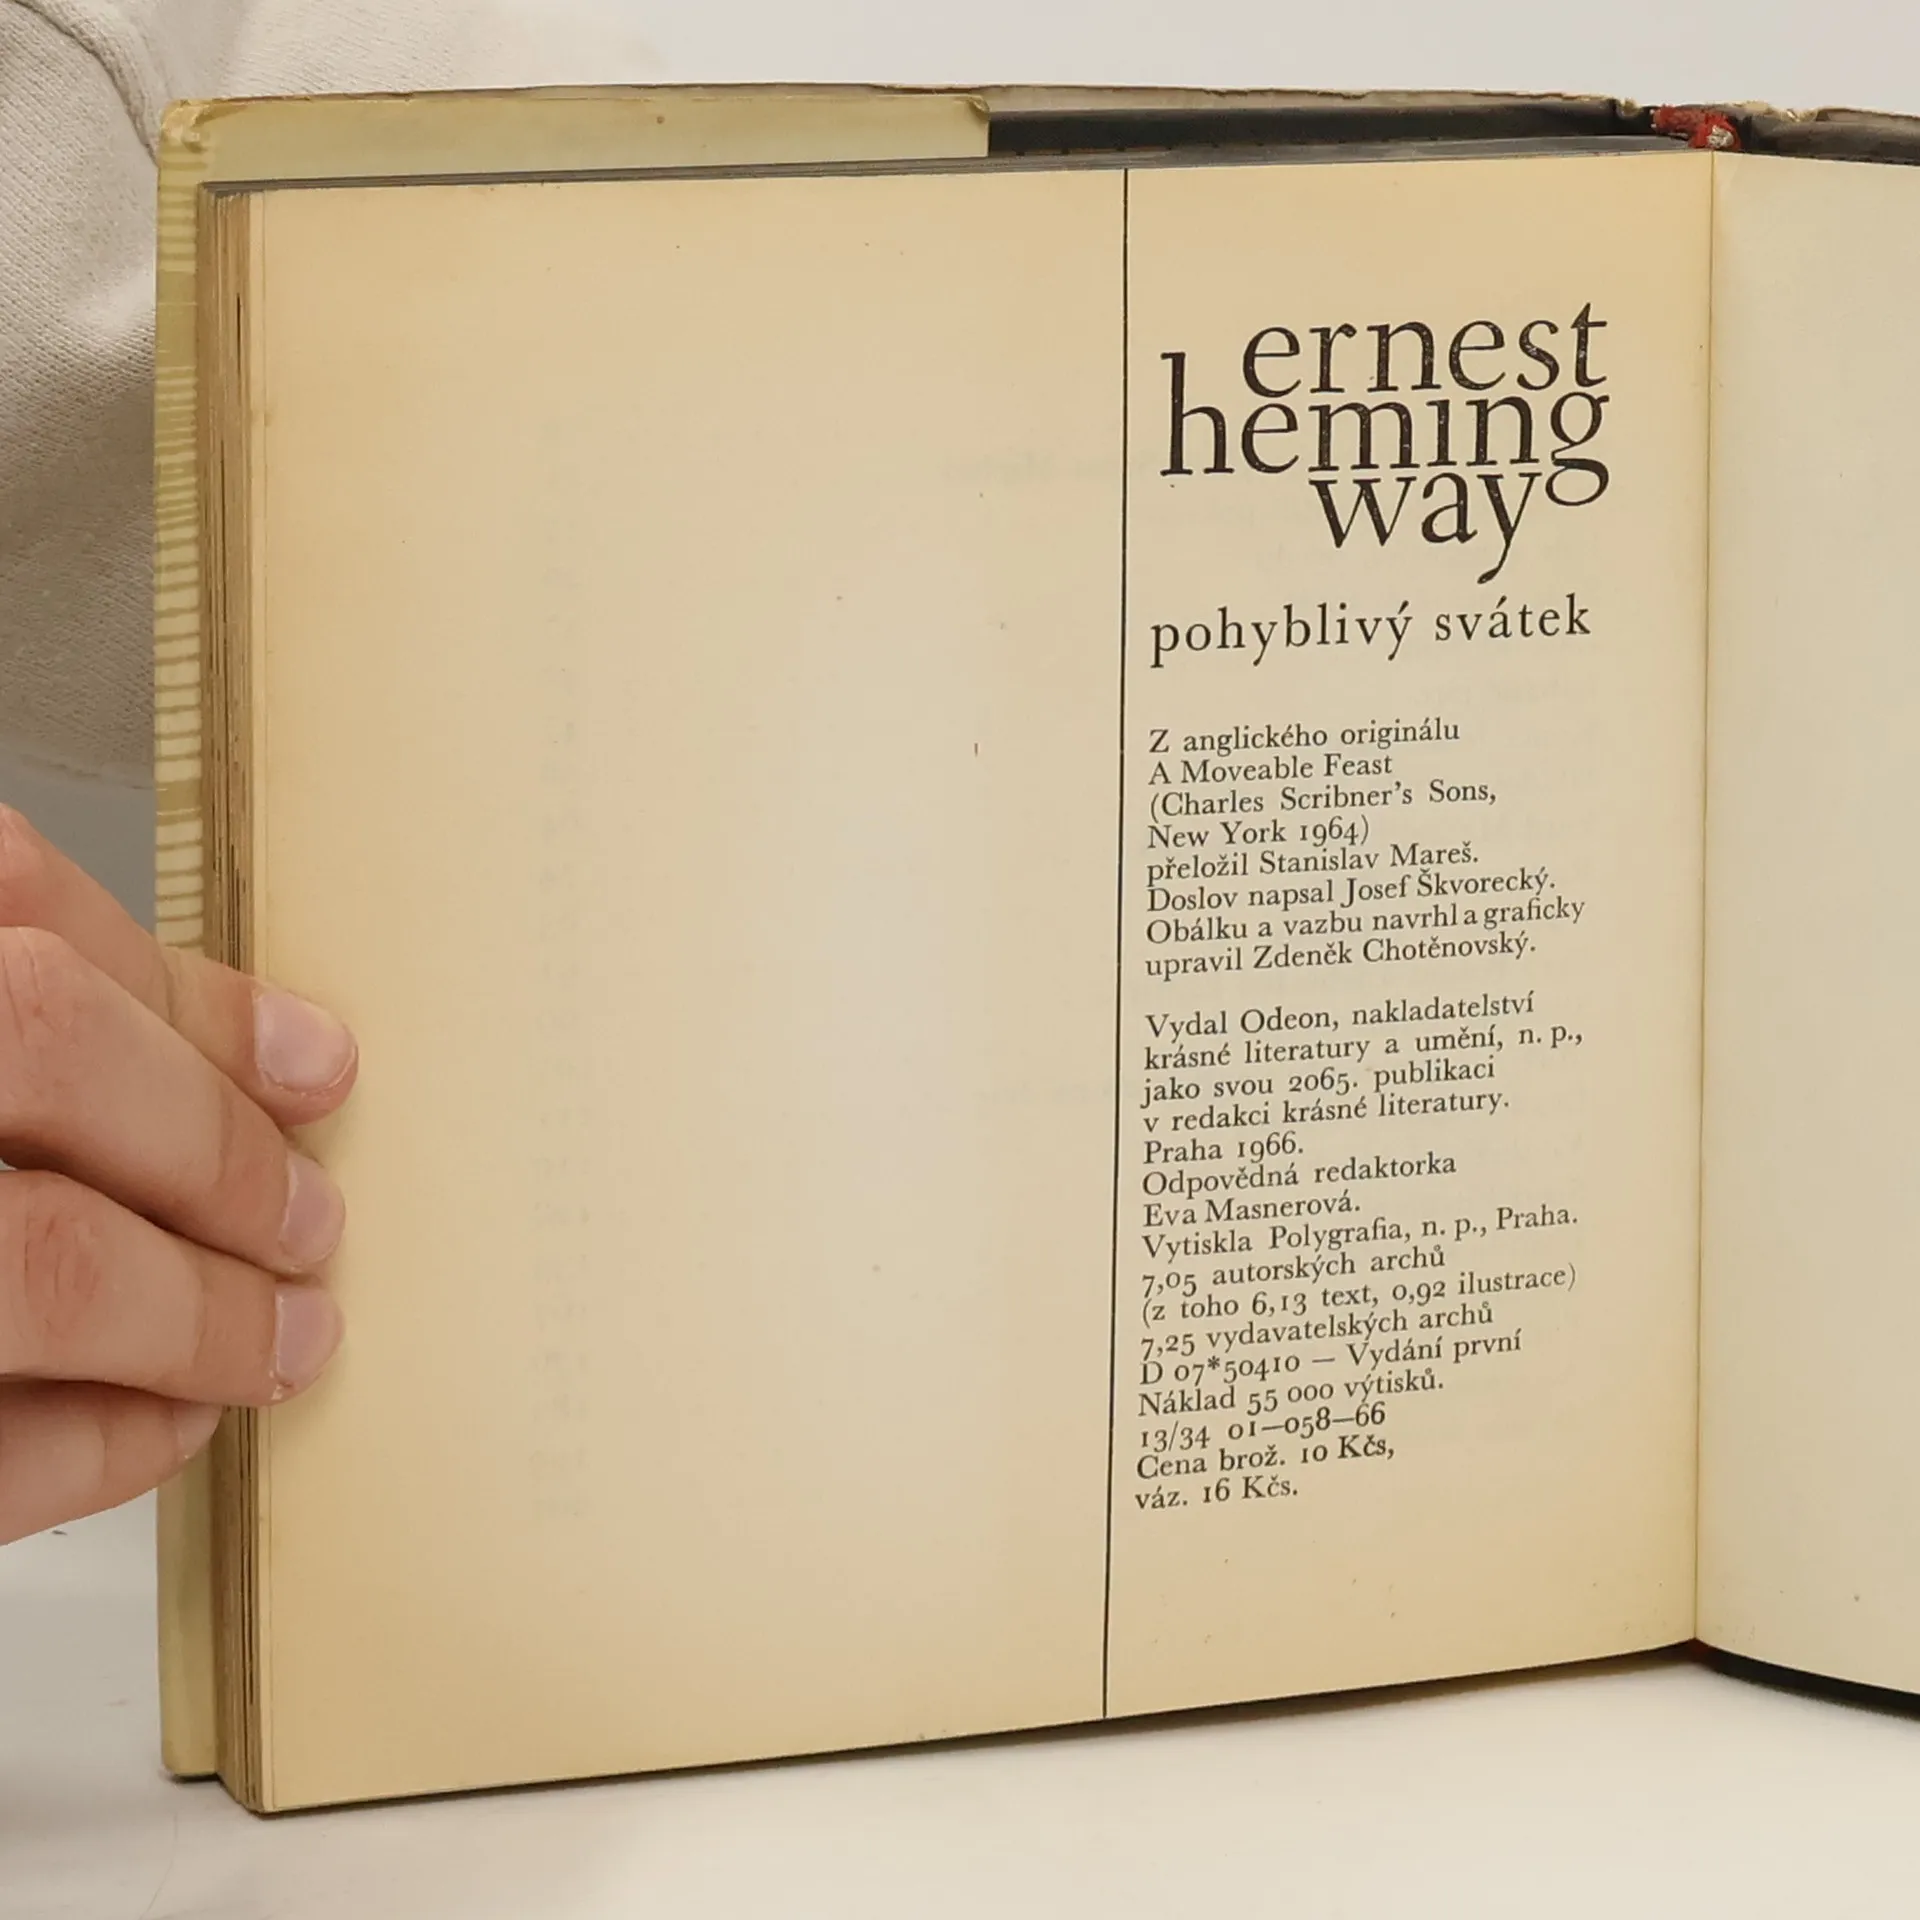 ernest
heming
way
pohyblivý svátek
Z anglického originálu
A Moveable Feast
(Charles Scribner's Sons,
New York 1964)
přeložil Stanislav Mareš.
Doslov napsal Josef Škvorecký.
Obálku a vazbu navrhl a graficky
upravil Zdeněk Chotěnovský.
Vydal Odeon, nakladatelství
krásné literatury a umění, n. p.,
jako svou 2065. publikaci
v redakci krásné literatury.
Praha 1966.
Odpovědná redaktorka
Eva Masnerová.
Vytiskla Polygrafia, n. p., Praha.
7,05 autorských archů
(z toho 6,13 text, 0,92 ilustrace)
7,25 vydavatelských archů
D 07*50410 — Vydání první
Náklad 55 000 výtisků.
13/34 01—058—66
Cena brož. 10 Kčs,
váz. 16 Kčs.